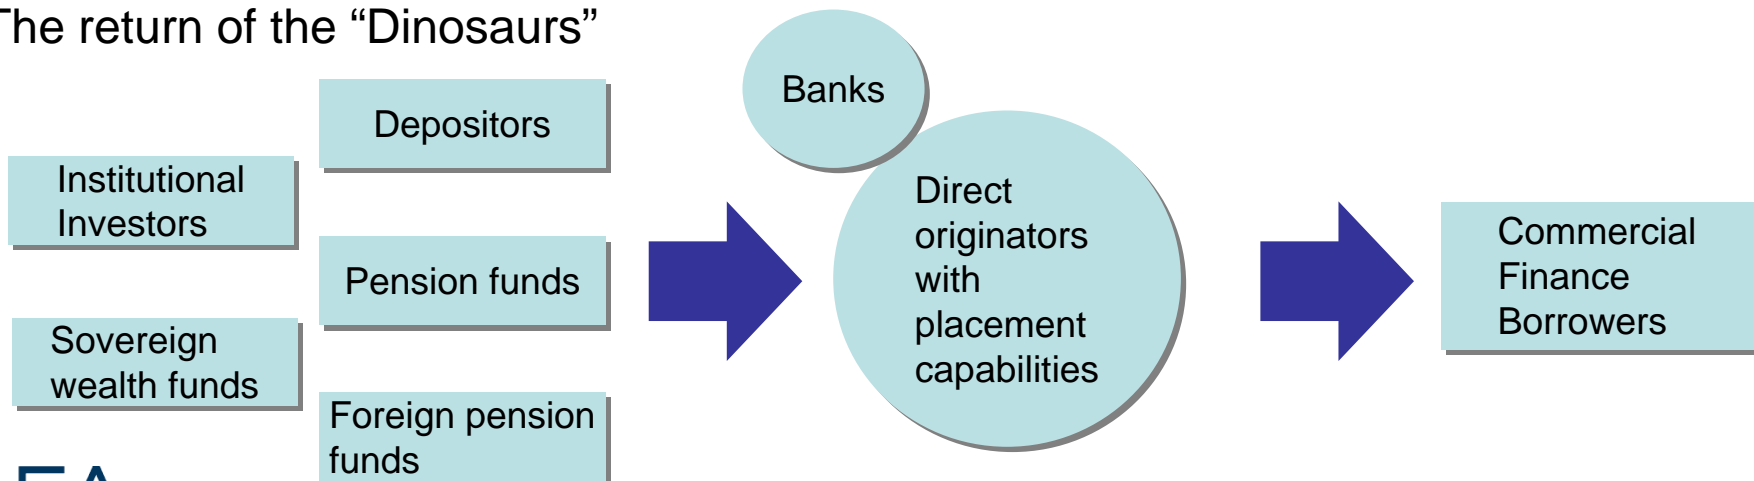 The return of the “Dinosaurs”
Banks
Depositors
Institutional
Investors
Direct
originators
with
placement
capabilities
Commercial
Finance
Borrowers
Pension funds
Sovereign
wealth funds
Foreign pension
funds